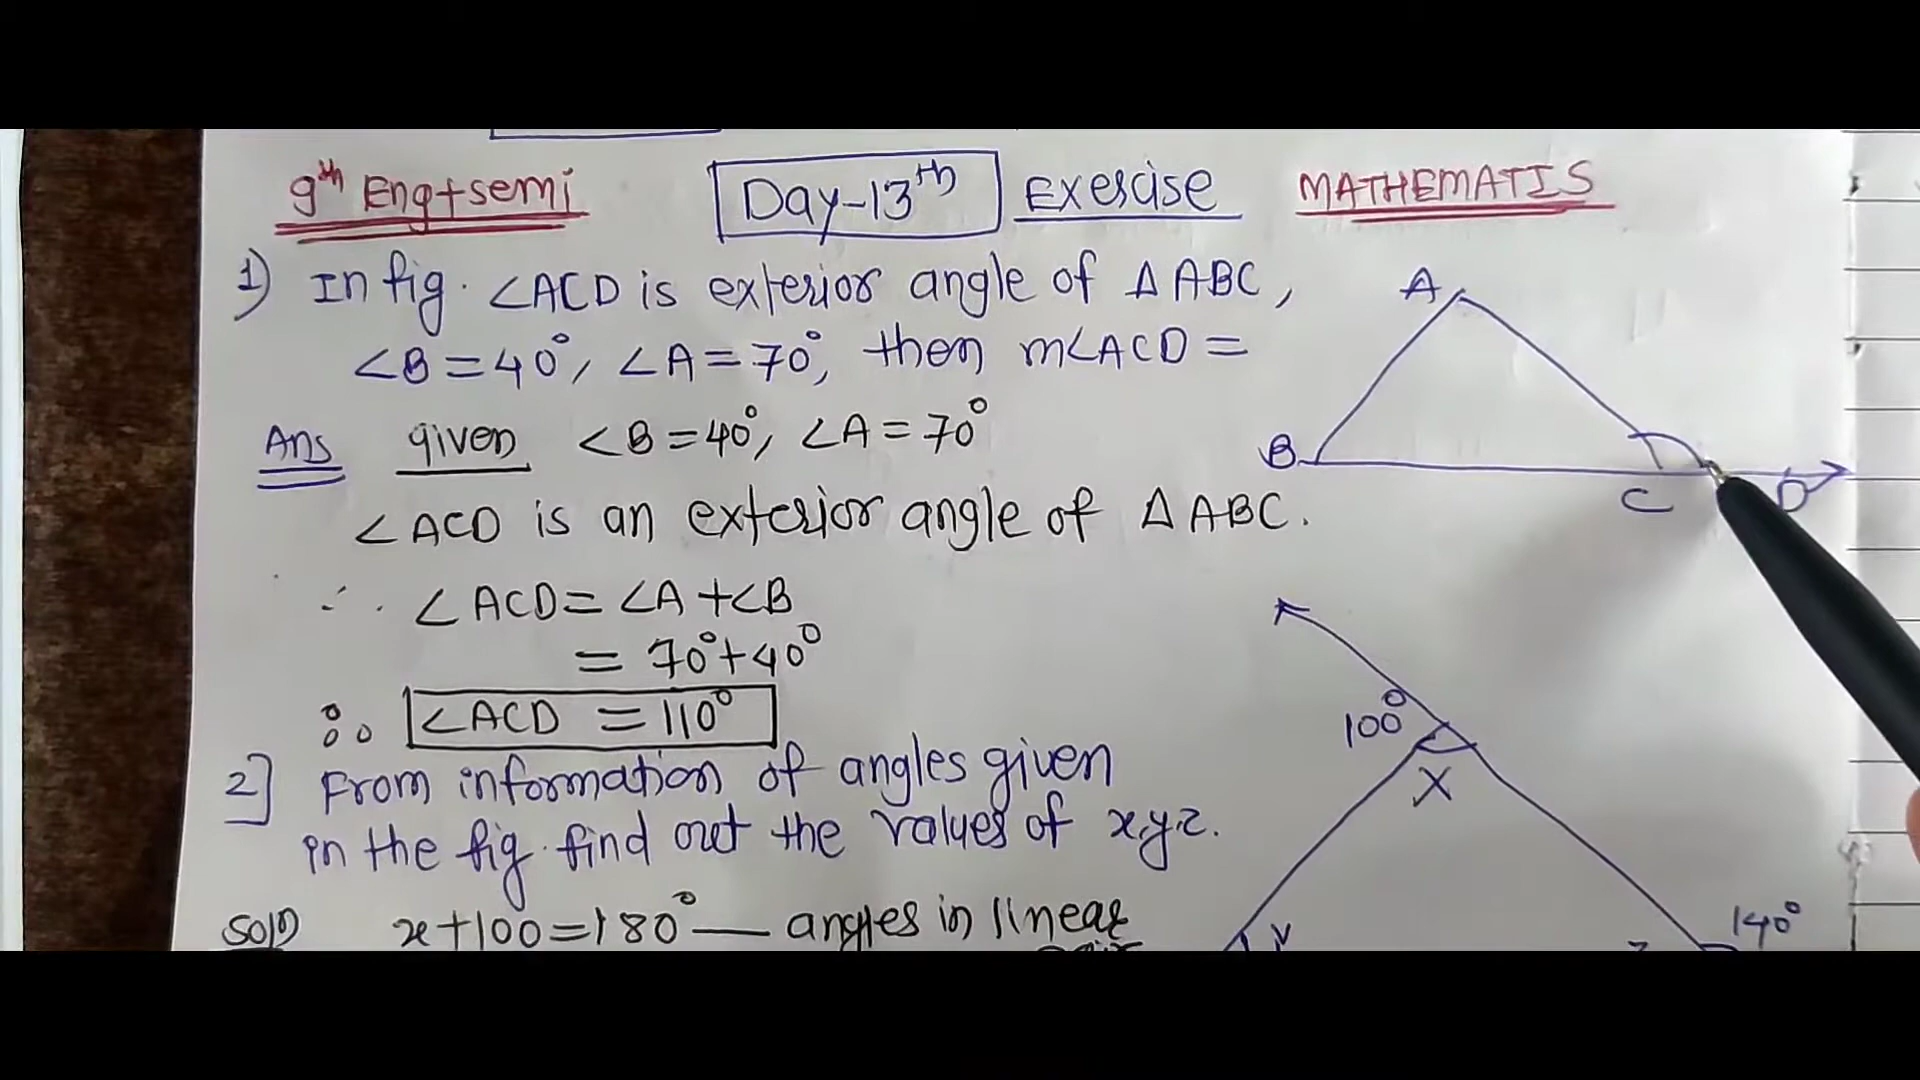 9th Eng+semi
Day-13th Exercise
MATHEMATIS
1) In fig. ∠ACD is exterior angle of △ABC,
∠B=40°, ∠A=70°, then m∠ACD =
Ans given ∠B=40°, ∠A=70°
∠ACD is an exterior angle of △ABC.
∴ ∠ACD=∠A+∠B
= 70°+40°
∴ ∠ACD = 110°
2] From information of angles given
in the fig. find out the values of x,y,z.
Soln x+100=180° — angles in linear
A
B
C
D
100°
X
y
140°